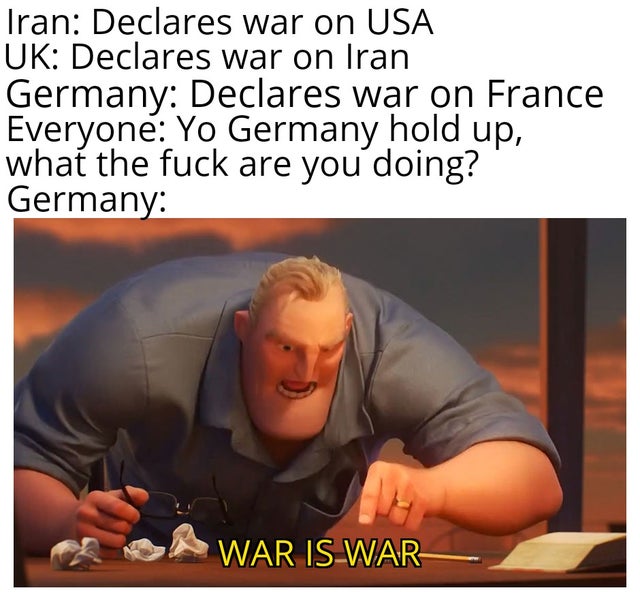 Iran: Declares war on USA
UK: Declares war on Iran
Germany: Declares war on France
Everyone: Yo Germany hold up,
what the fuck are you doing?
Germany:
WAR IS WAR